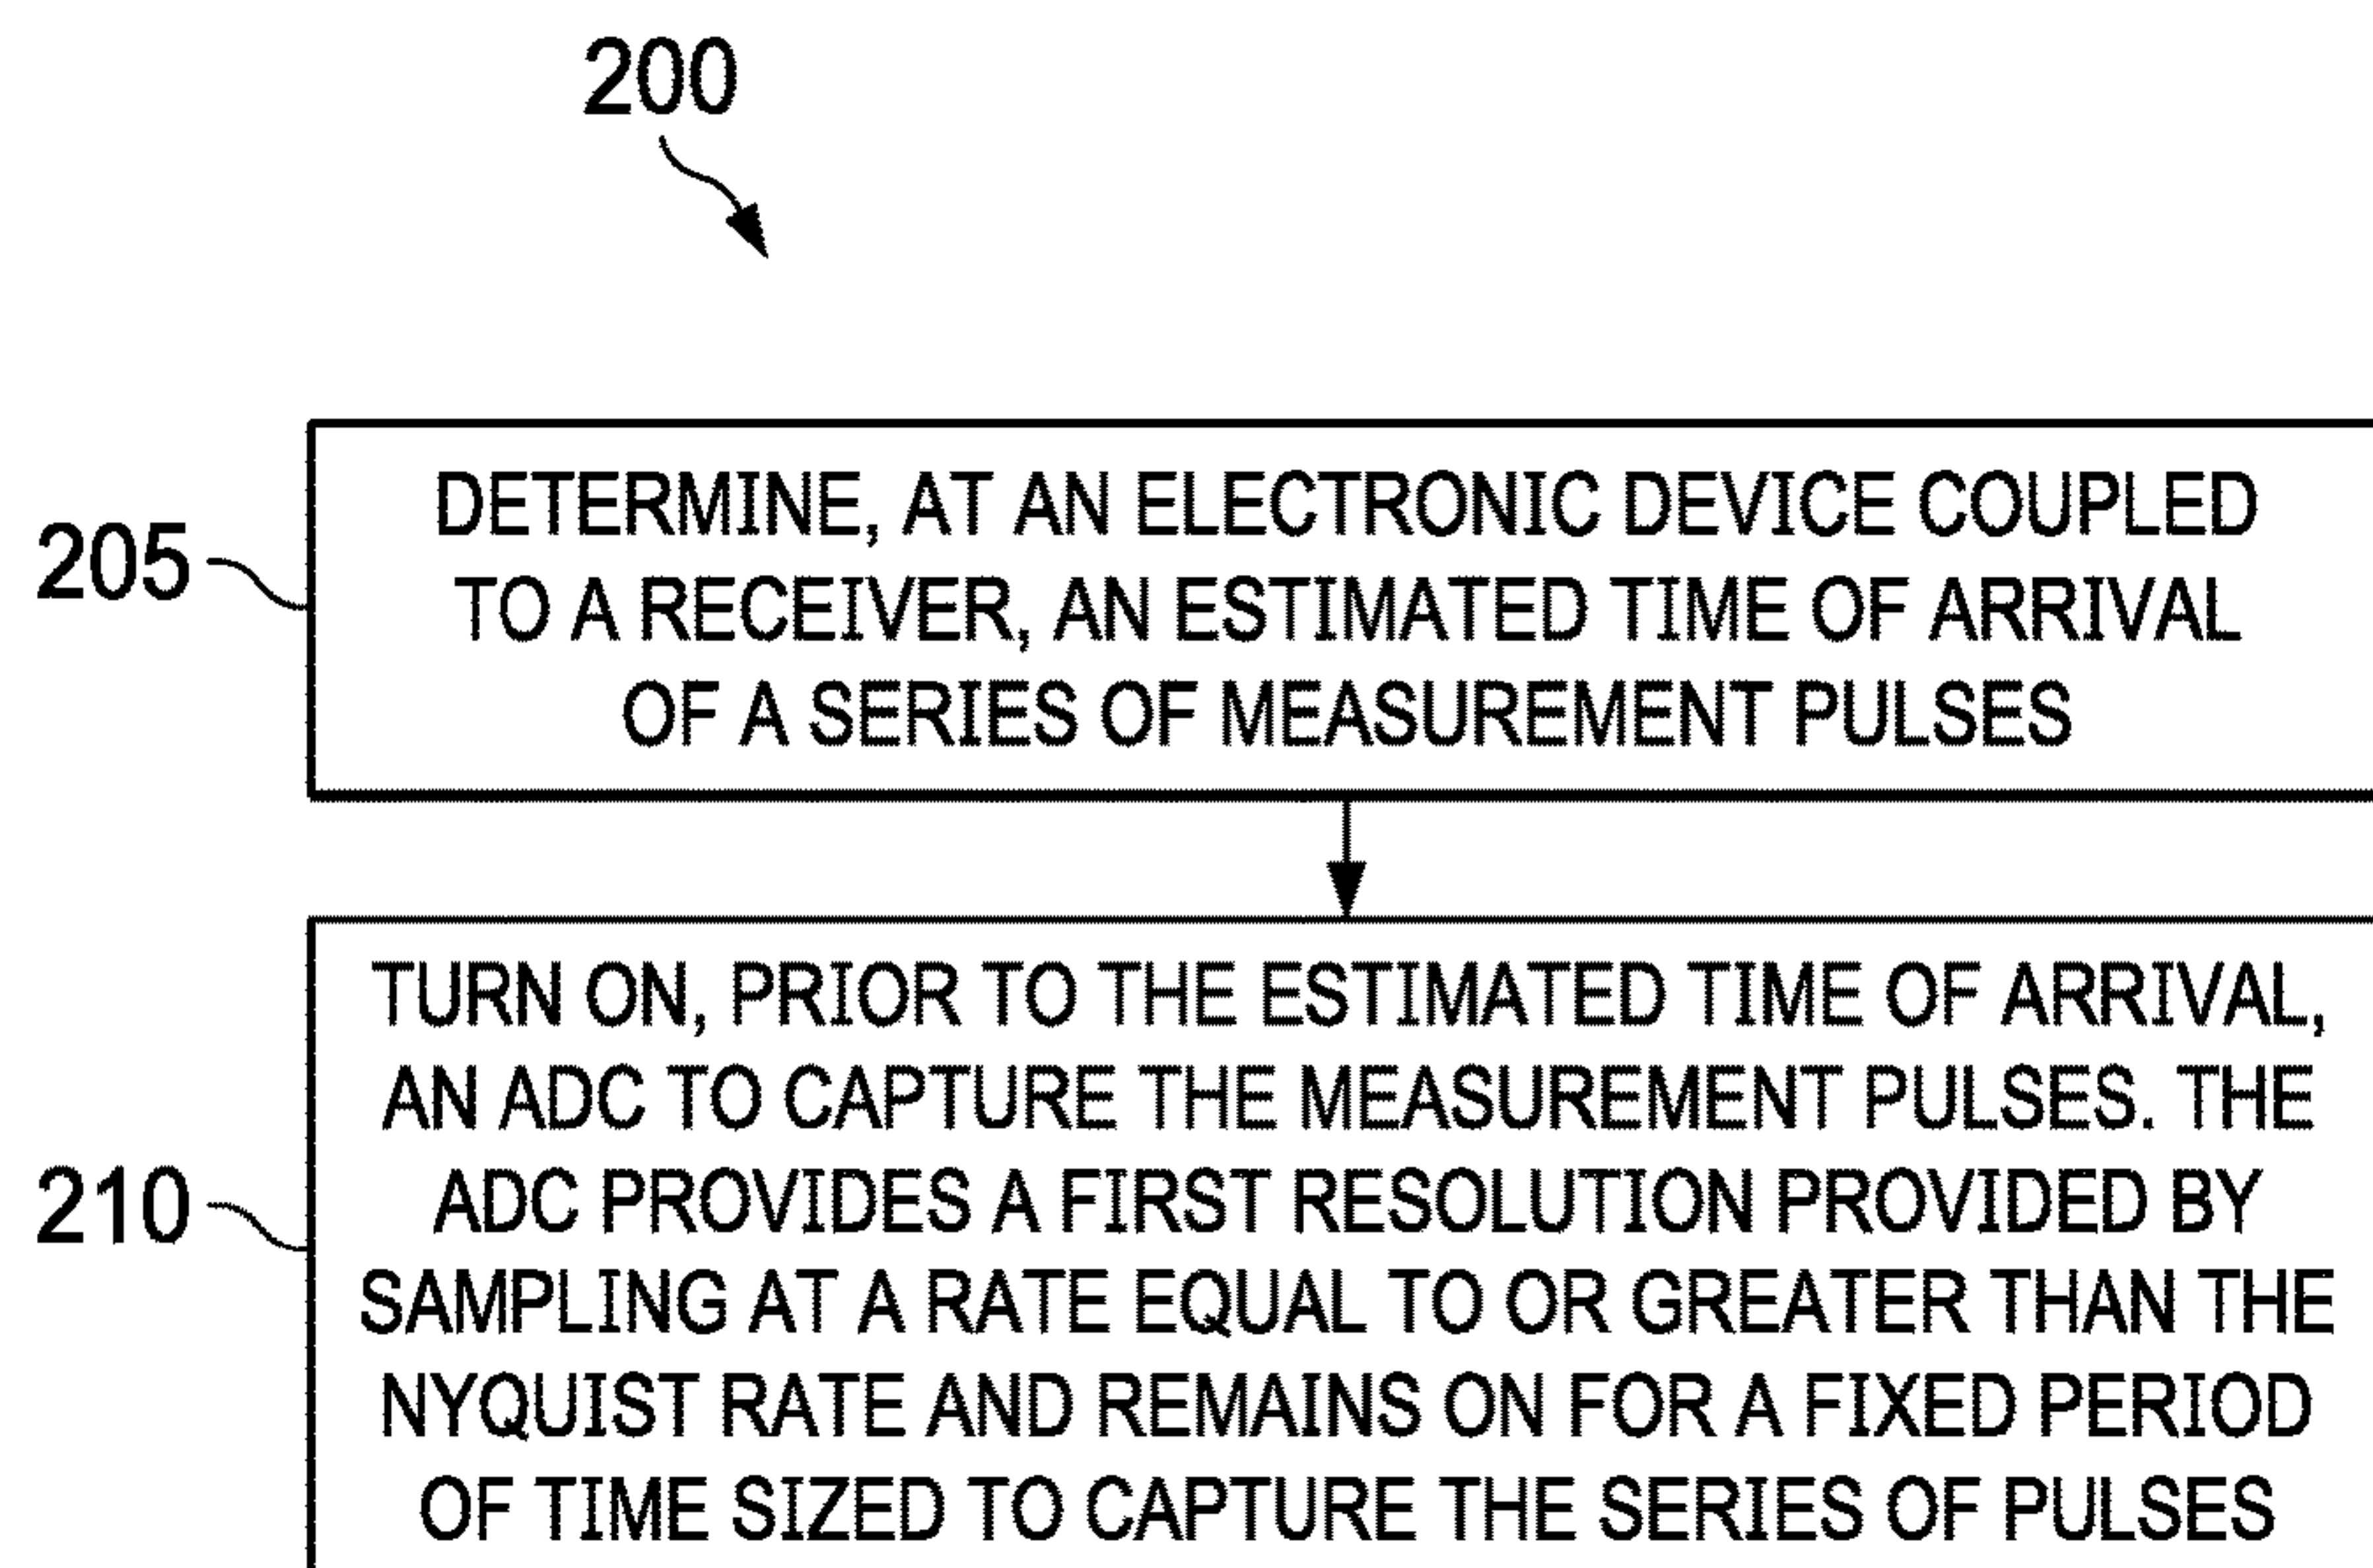 200
205
DETERMINE, AT AN ELECTRONIC DEVICE COUPLED
TO A RECEIVER, AN ESTIMATED TIME OF ARRIVAL
OF A SERIES OF MEASUREMENT PULSES
210
TURN ON, PRIOR TO THE ESTIMATED TIME OF ARRIVAL,
AN ADC TO CAPTURE THE MEASUREMENT PULSES. THE
ADC PROVIDES A FIRST RESOLUTION PROVIDED BY
SAMPLING AT A RATE EQUAL TO OR GREATER THAN THE
NYQUIST RATE AND REMAINS ON FOR A FIXED PERIOD
OF TIME SIZED TO CAPTURE THE SERIES OF PULSES